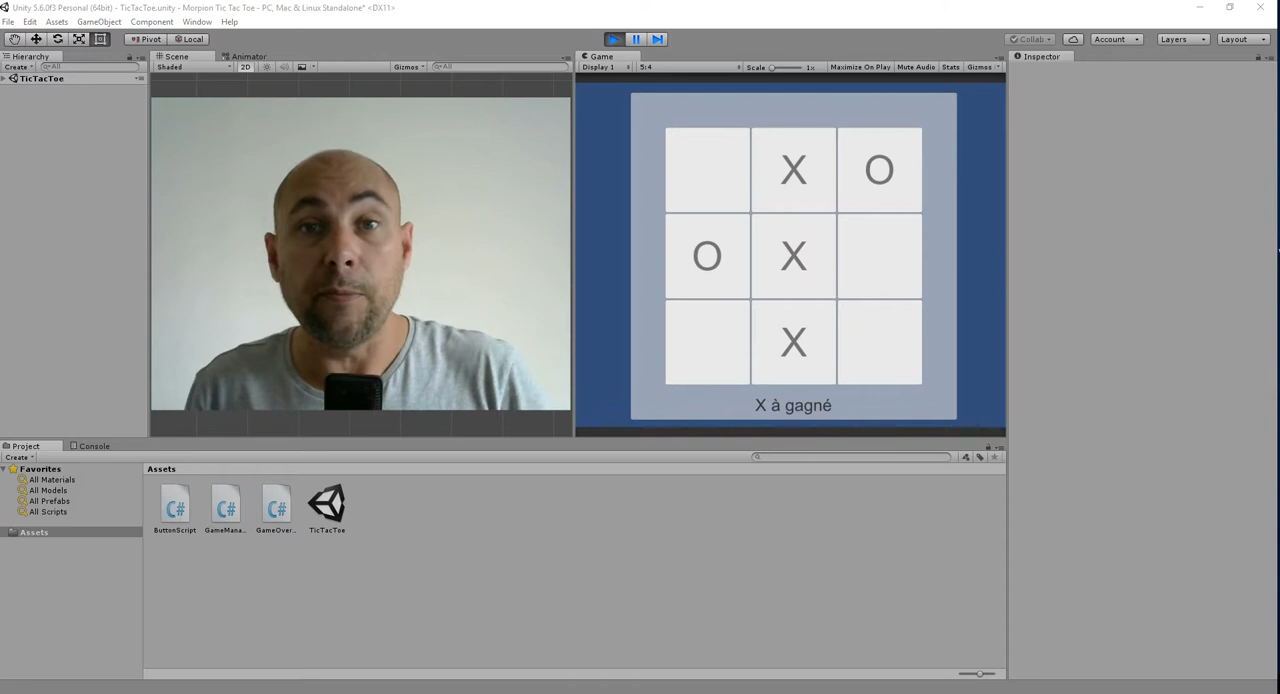 Unity 5.6.0f3 Personal (64bit) - TicTacToe.unity - Morpion Tic Tac Toe - PC, Mac & Linux Standalone* <DX11>
File Edit Assets GameObject Component Window Help
Pivot Local Collab Account Layers Layout
Hierarchy Scene Animator Game Inspector
Create All Shaded 2D Gizmos All Display 1 5:4 Scale 1x Maximize On Play Mute Audio Stats Gizmos
TicTacToe
X O
O X
X
X à gagné
Project Console
Create
Favorites Assets
All Materials
All Models
All Prefabs
All Scripts
ButtonScript GameMana... GameOver... TicTacToe
Assets